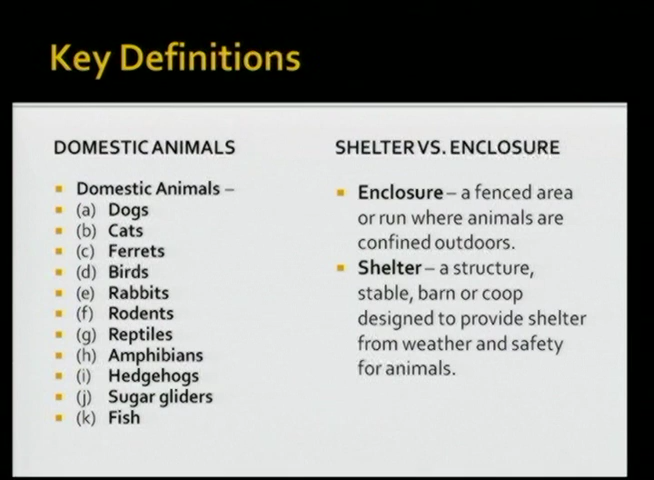 Key Definitions
DOMESTIC ANIMALS
Domestic Animals –
(a) Dogs
(b) Cats
(c) Ferrets
(d) Birds
(e) Rabbits
(f) Rodents
(g) Reptiles
(h) Amphibians
(i) Hedgehogs
(j) Sugar gliders
(k) Fish
SHELTER VS. ENCLOSURE
Enclosure – a fenced area
or run where animals are
confined outdoors.
Shelter – a structure,
stable, barn or coop
designed to provide shelter
from weather and safety
for animals.